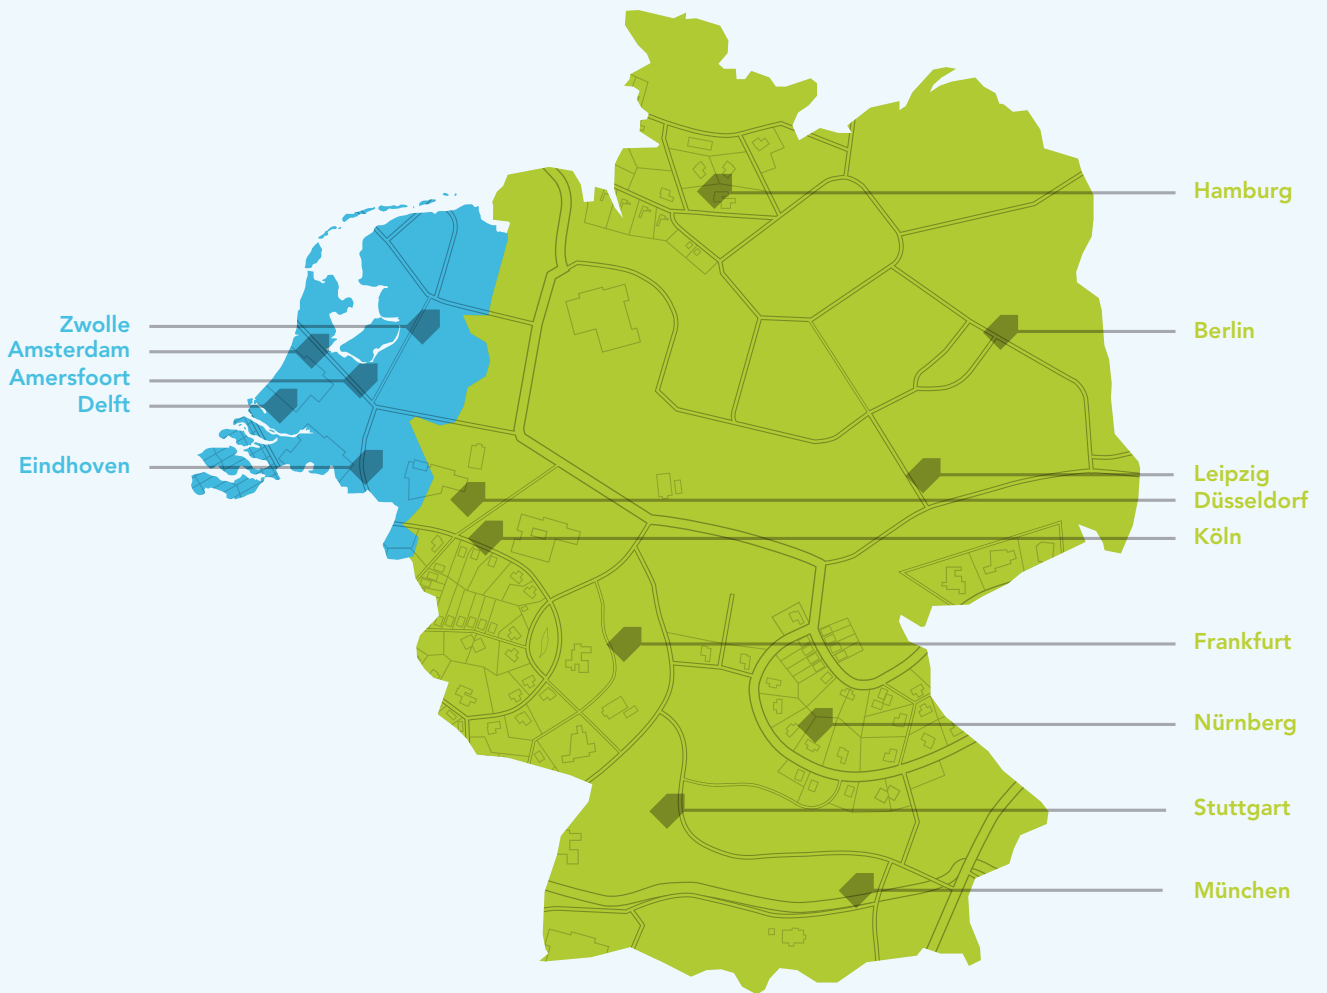 Zwolle
Amsterdam
Amersfoort
Delft
Eindhoven
Hamburg
Berlin
Leipzig
Düsseldorf
Köln
Frankfurt
Nürnberg
Stuttgart
München